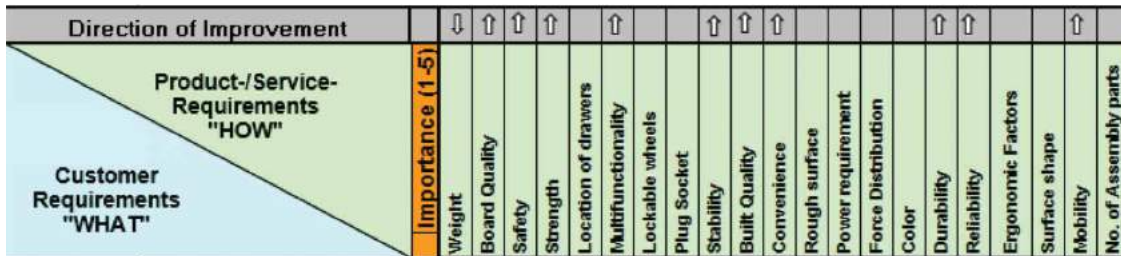 Direction of Improvement
Product-/Service-
Requirements
"HOW"
Customer
Requirements
"WHAT"
Importance (1-5)
Weight
Board Quality
Safety
Strength
Location of drawers
Multifunctionality
Lockable wheels
Plug Socket
Stability
Built Quality
Convenience
Rough surface
Power requirement
Force Distribution
Color
Durability
Reliability
Ergonomic Factors
Surface shape
Mobility
No. of Assembly parts